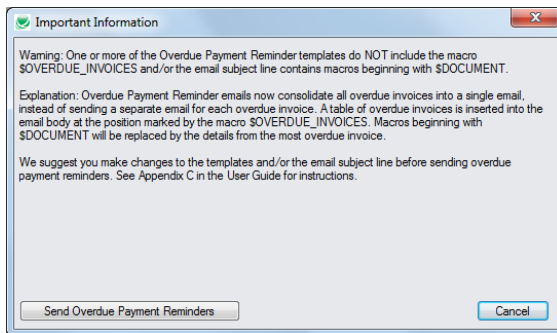 Important Information
Warning: One or more of the Overdue Payment Reminder templates do NOT include the macro
$OVERDUE_INVOICES and/or the email subject line contains macros beginning with $DOCUMENT.
Explanation: Overdue Payment Reminder emails now consolidate all overdue invoices into a single email,
instead of sending a separate email for each overdue invoice. A table of overdue invoices is inserted into the
email body at the position marked by the macro $OVERDUE_INVOICES. Macros beginning with
$DOCUMENT will be replaced by the details from the most overdue invoice.
We suggest you make changes to the templates and/or the email subject line before sending overdue
payment reminders. See Appendix C in the User Guide for instructions.
Send Overdue Payment Reminders
Cancel